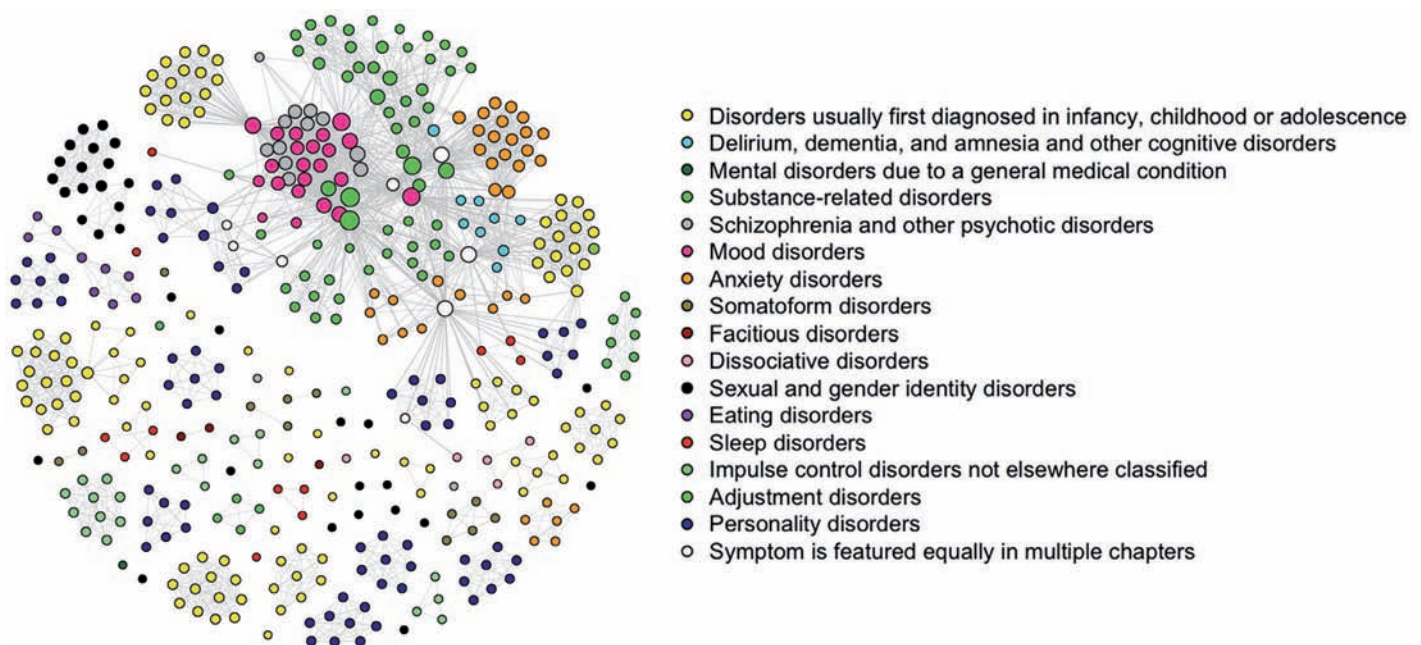 Disorders usually first diagnosed in infancy, childhood or adolescence
Delirium, dementia, and amnesia and other cognitive disorders
Mental disorders due to a general medical condition
Substance-related disorders
Schizophrenia and other psychotic disorders
Mood disorders
Anxiety disorders
Somatoform disorders
Facitious disorders
Dissociative disorders
Sexual and gender identity disorders
Eating disorders
Sleep disorders
Impulse control disorders not elsewhere classified
Adjustment disorders
Personality disorders
Symptom is featured equally in multiple chapters